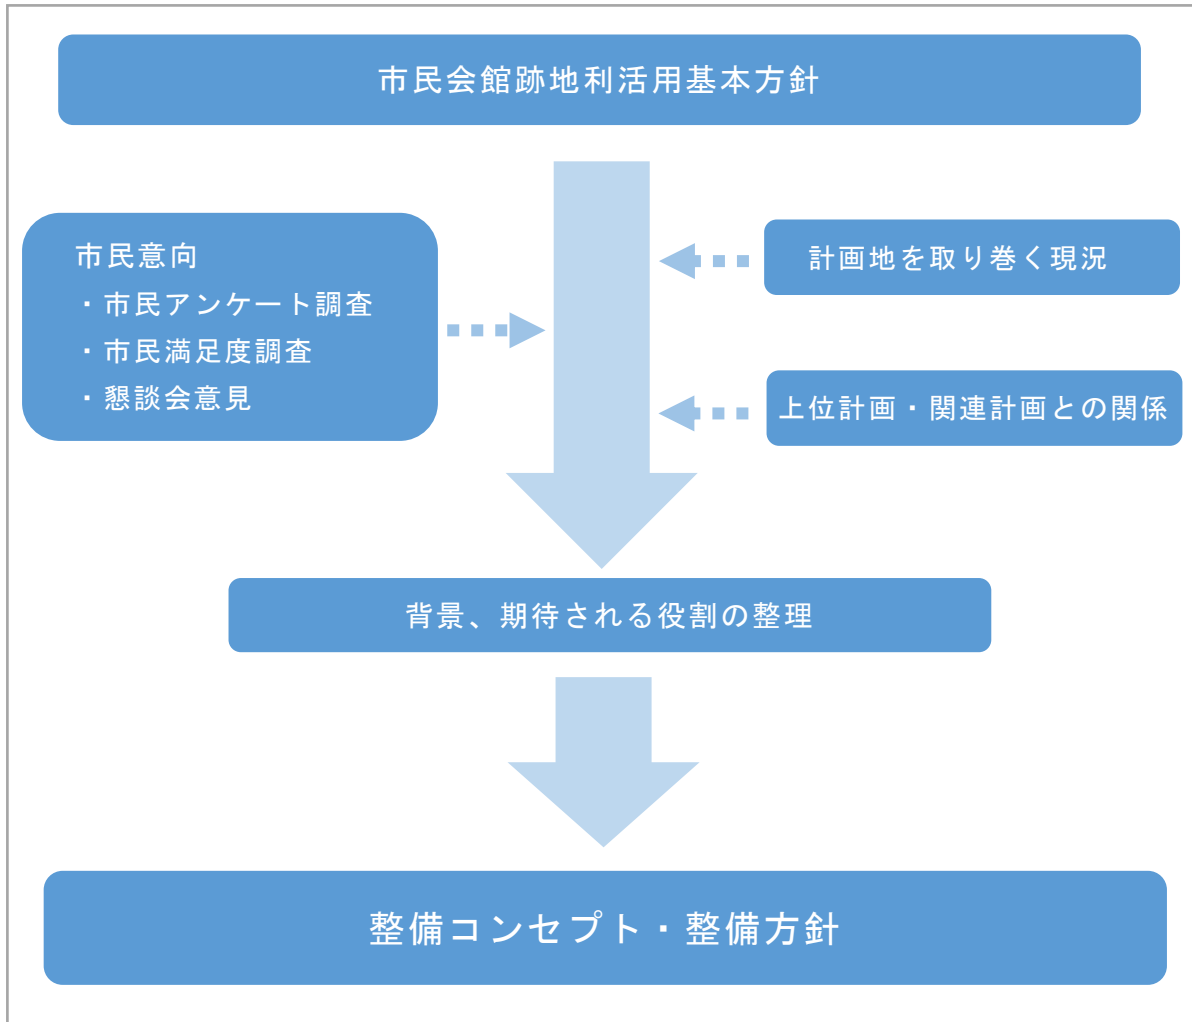 市民会館跡地利活用基本方針
市民意向
・市民アンケート調査
・市民満足度調査
・懇談会意見
計画地を取り巻く現況
上位計画・関連計画との関係
背景、期待される役割の整理
整備コンセプト・整備方針